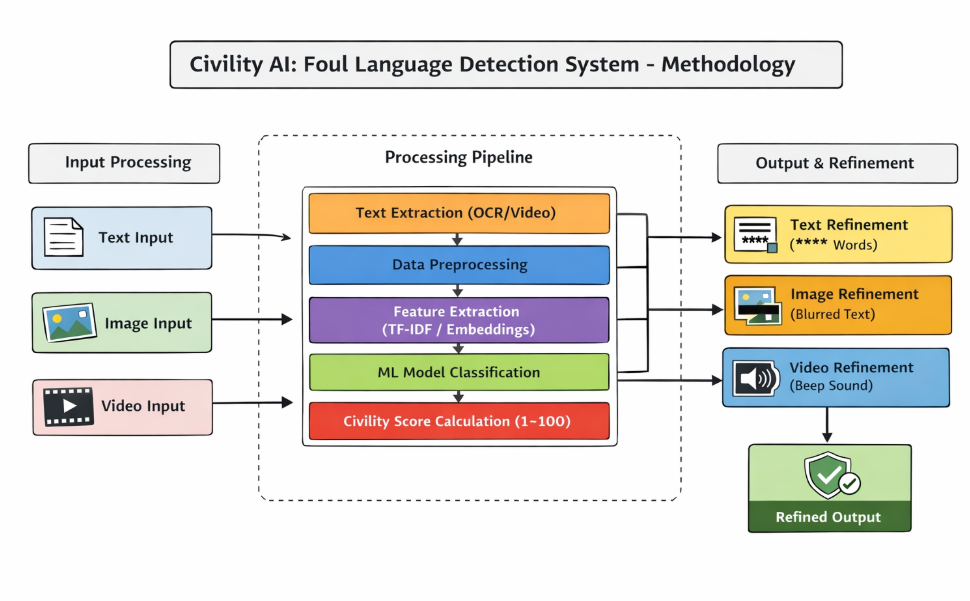 Civility AI: Foul Language Detection System - Methodology
Input Processing
Text Input
Image Input
Video Input
Processing Pipeline
Text Extraction (OCR/Video)
Data Preprocessing
Feature Extraction
(TF-IDF / Embeddings)
ML Model Classification
Civility Score Calculation (1~100)
Output & Refinement
****
Text Refinement
(**** Words)
Image Refinement
(Blurred Text)
Video Refinement
(Beep Sound)
Refined Output